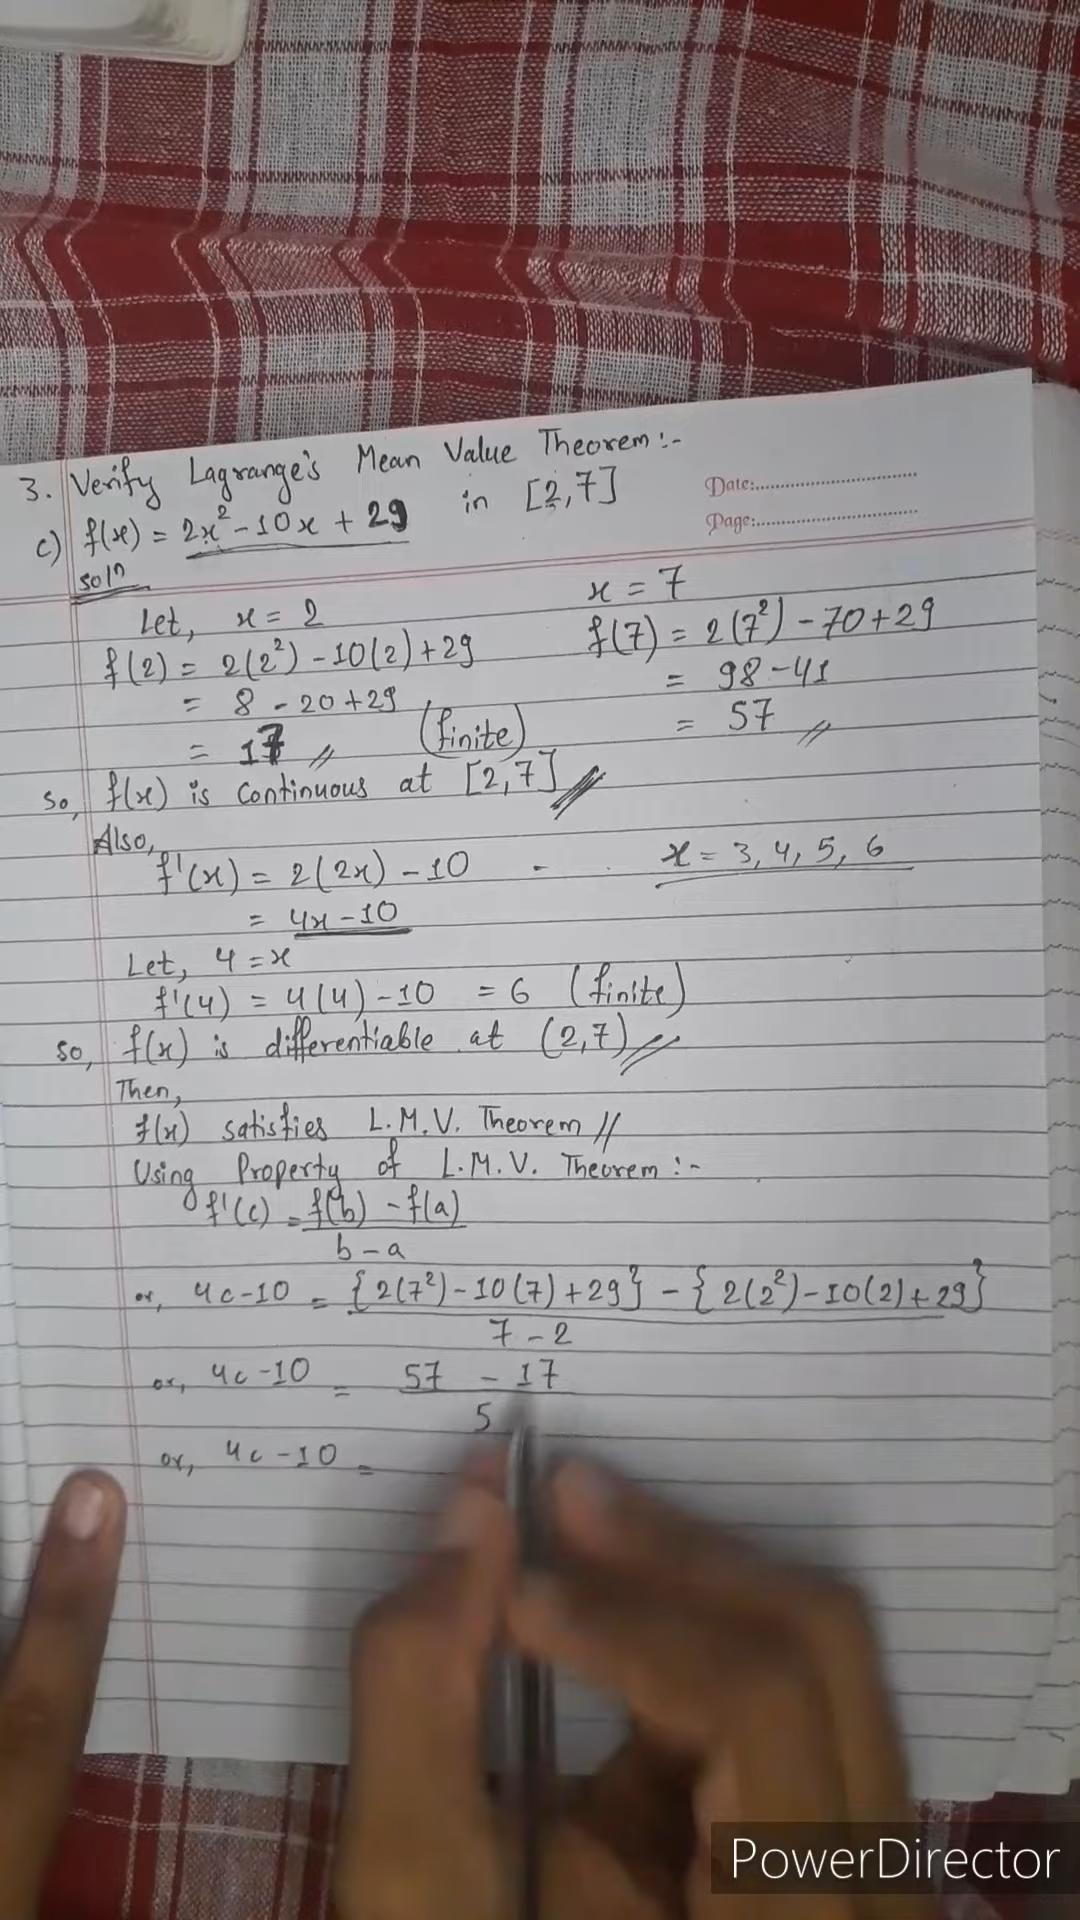 3. Verify Lagrange's Mean Value Theorem :-
c) f(x) = 2x² - 10x + 29 in [2,7]
Date:
Page:
Solⁿ
Let, x = 2
f(2) = 2(2²) - 10(2) + 29
= 8 - 20 + 29
= 17 // (finite)
x = 7
f(7) = 2(7²) - 70 + 29
= 98 - 41
= 57 //
So, f(x) is continuous at [2,7] //
Also,
f'(x) = 2(2x) - 10
x = 3, 4, 5, 6
= 4x - 10
Let, 4 = x
f'(4) = 4(4) - 10 = 6 (finite)
So, f(x) is differentiable at (2,7) //
Then,
f(x) satisfies L.M.V. Theorem //
Using Property of L.M.V. Theorem :-
f'(c) = f(b) - f(a)
b - a
or, 4c - 10 = {2(7²) - 10(7) + 29} - {2(2²) - 10(2) + 29}
7 - 2
or, 4c - 10 = 57 - 17
5
or, 4c - 10 =
PowerDirector